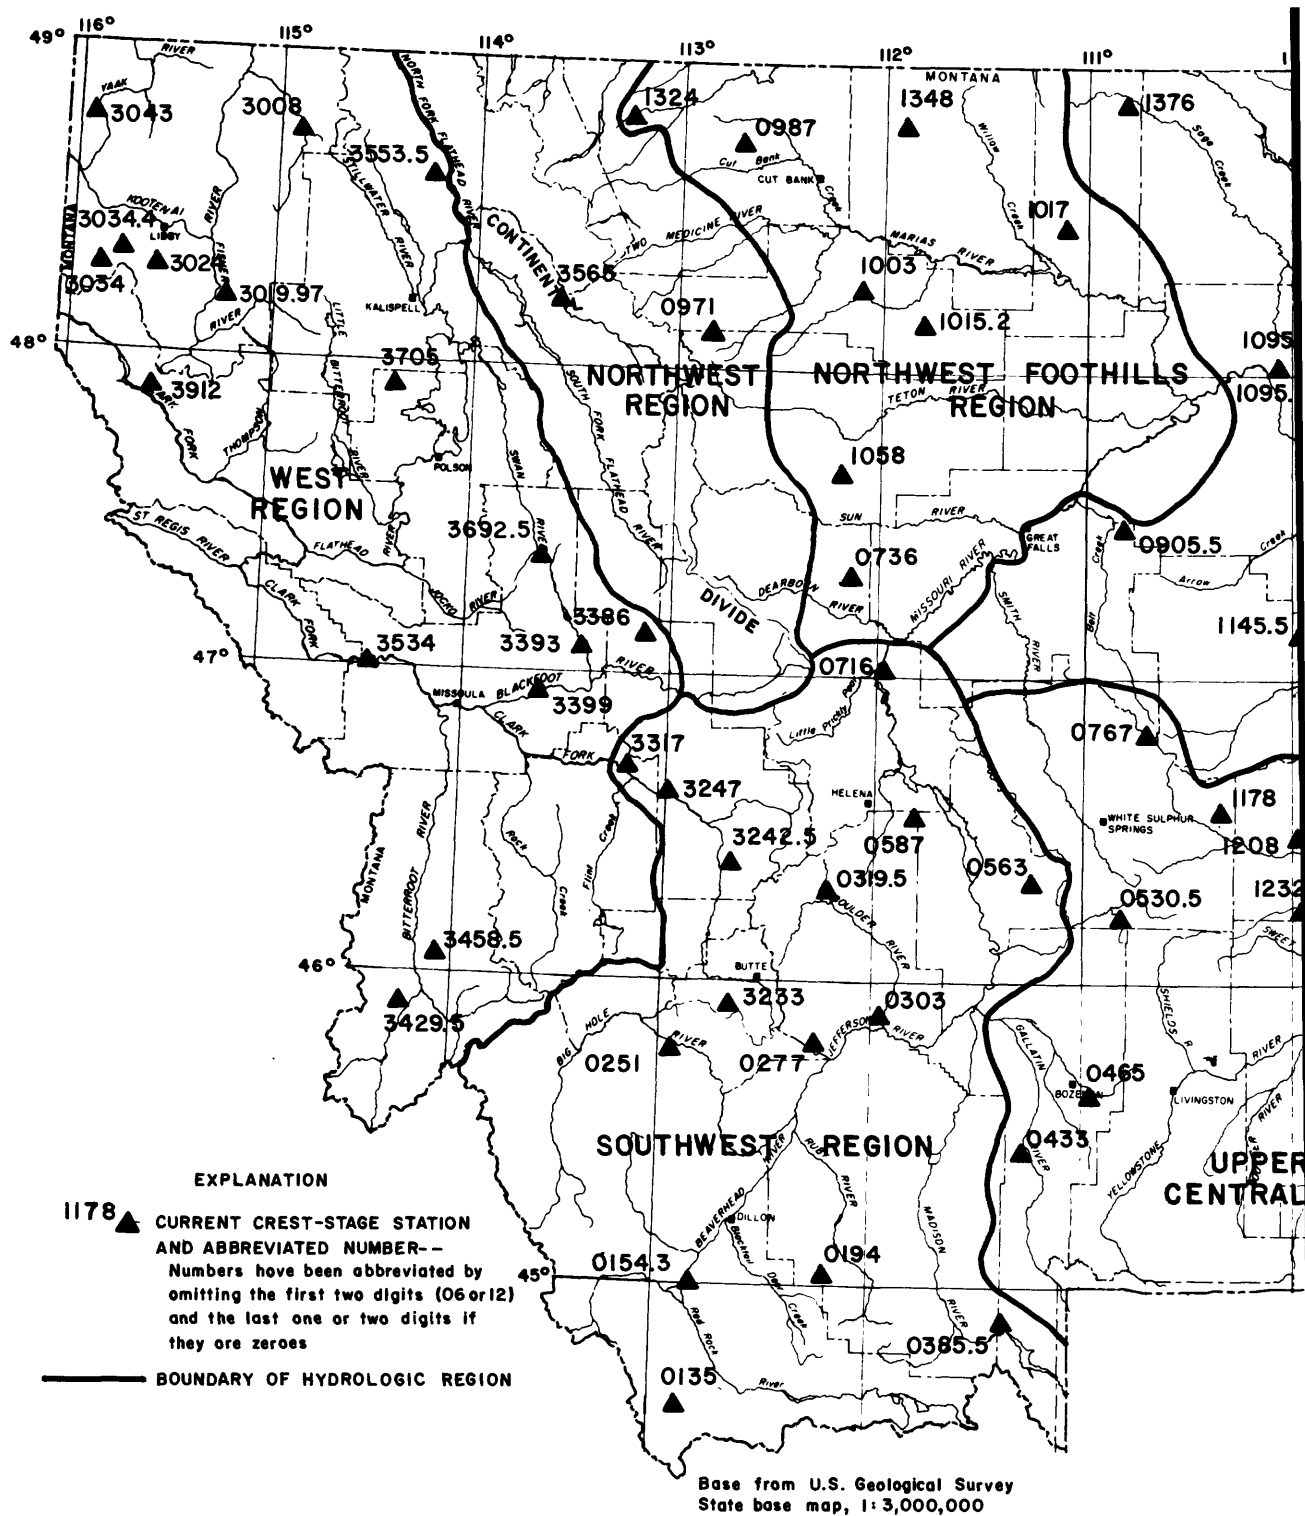 116°
115°
114°
113°
112°
111°
49°
RIVER
MONTANA
YAAK
3043
3008
1324
0987
1348
1376
NORTH FORK FLATHEAD RIVER
3553.5
STILLWATER RIVER
Cut Bank Creek
CUT BANK
Willow Creek
Sage Creek
KOOTENAI
RIVER
3034.4
LIBBY
MONTANA
3034
3024
FISHER
RIVER
3019.97
CONTINENTAL
TWO MEDICINE RIVER
MARIAS RIVER
1017
3565
1003
KALISPELL
0971
1015.2
LITTLE BITTERROOT RIVER
48°
3705
1095
3912
NORTHWEST
REGION
NORTHWEST FOOTHILLS
REGION
TETON RIVER
1095.
CLARK FORK
THOMPSON
SOUTH FORK FLATHEAD RIVER
SWAN RIVER
POLSON
WEST
REGION
1058
ST REGIS RIVER
FLATHEAD
RIVER
3692.5
SUN RIVER
GREAT
FALLS
0905.5
Creek
Arrow
Belt Creek
0736
MISSOURI RIVER
DEARBORN RIVER
DIVIDE
CLARK FORK
JOCKO RIVER
SMITH RIVER
3386
3393
1145.5
47°
3534
RIVER
0716
MISSOULA
BLACKFOOT
3399
Little Prickly Pear
CLARK FORK
3317
0767
3247
HELENA
1178
WHITE SULPHUR
SPRINGS
3242.5
0587
1208
Rock Creek
Flint Creek
BITTERROOT RIVER
MONTANA
0319.5
0563
1232
0530.5
BOULDER RIVER
SWEET
3458.5
46°
BUTTE
3233
0303
SHIELDS R
3429.5
BIG HOLE RIVER
0251
0277
JEFFERSON RIVER
GALLATIN RIVER
0465
BOZEMAN
LIVINGSTON
RIVER
RIVER
0433
YELLOWSTONE
SOUTHWEST REGION
RIVER
RUBY RIVER
UPPER
CENTRAL
EXPLANATION
1178
CURRENT CREST-STAGE STATION
AND ABBREVIATED NUMBER--
Numbers have been abbreviated by
omitting the first two digits (06 or 12)
and the last one or two digits if
they are zeroes
BOUNDARY OF HYDROLOGIC REGION
BEAVERHEAD
DILLON
MADISON RIVER
Blacktail Deer Creek
45°
0154.3
0194
Red Rock River
0385.5
0135
Base from U.S. Geological Survey
State base map, 1:3,000,000